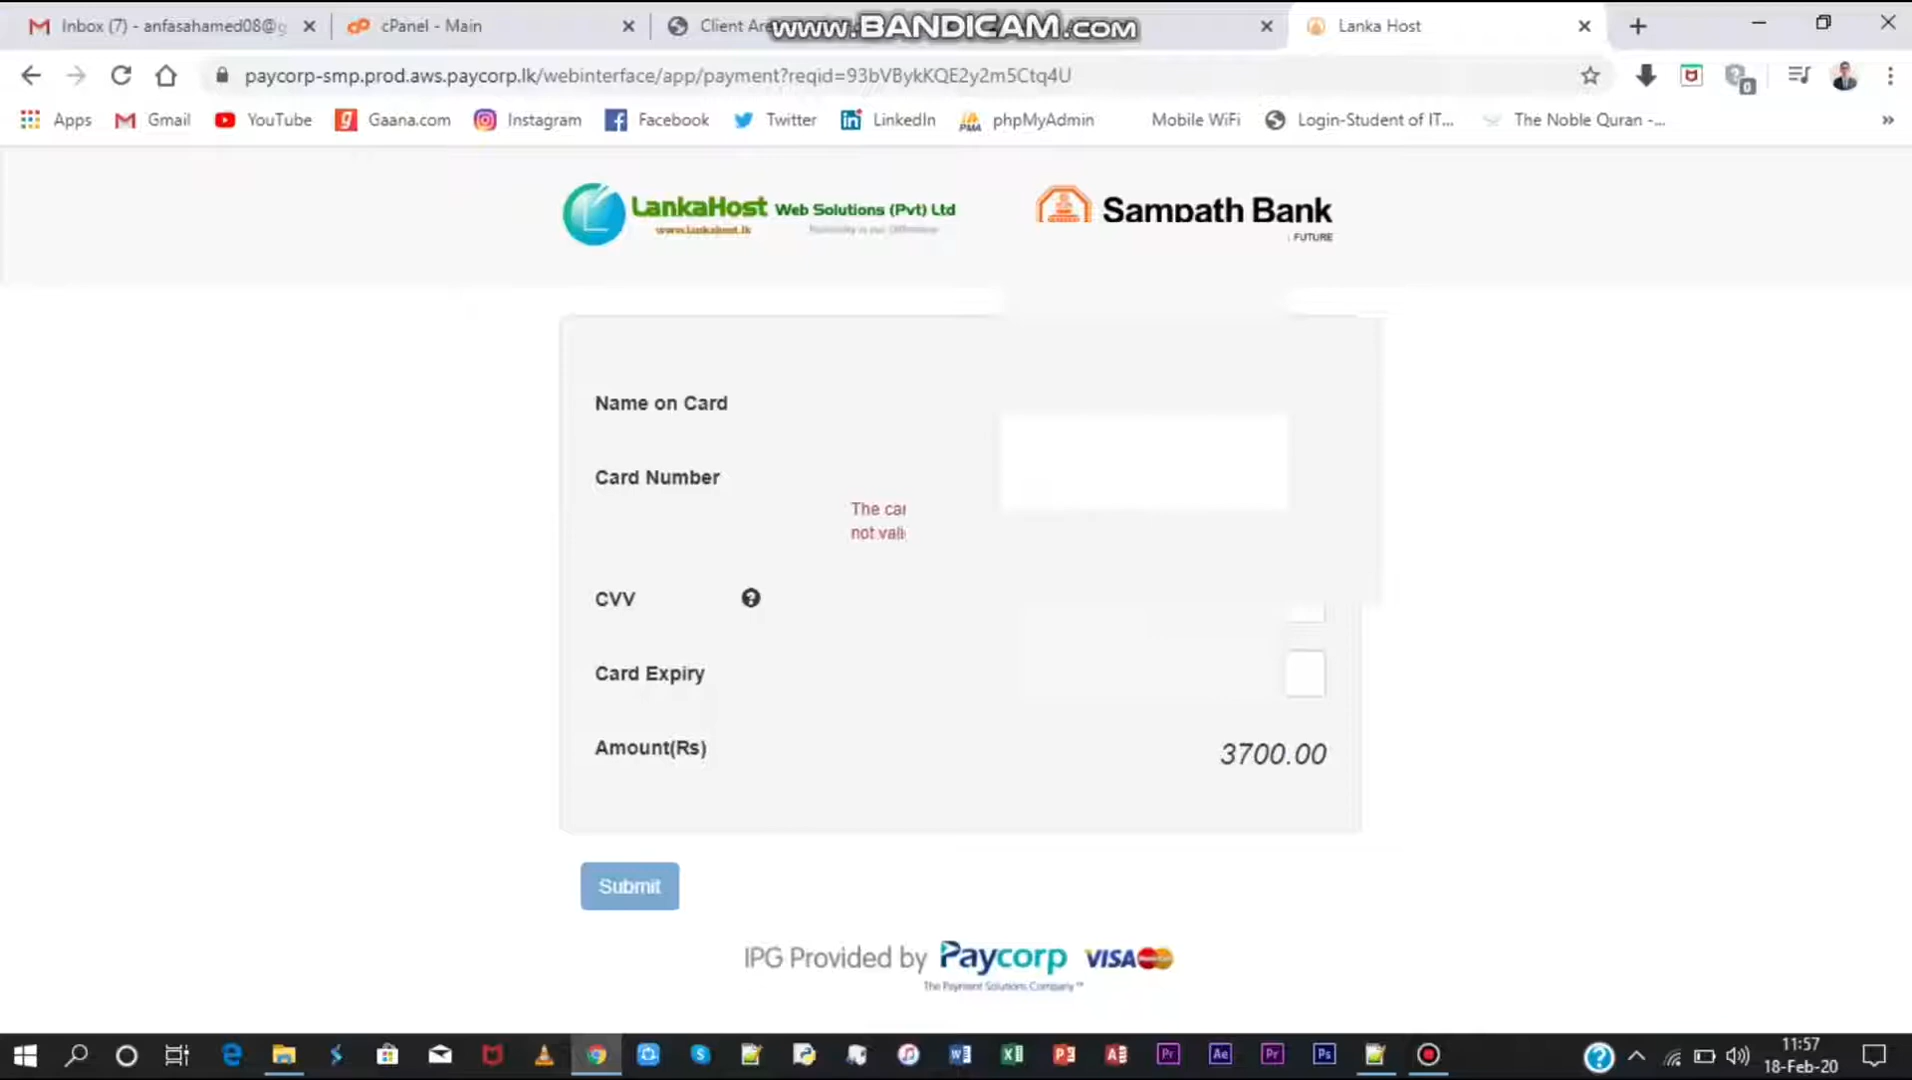 Inbox (7) - anfasahamed08@g
cPanel - Main
Client Are
www.BANDICAM.com
Lanka Host
paycorp-smp.prod.aws.paycorp.lk/webinterface/app/payment?reqid=93bVBykKQE2y2m5Ctq4U
0
Apps
Gmail
YouTube
Gaana.com
Instagram
Facebook
Twitter
LinkedIn
phpMyAdmin
Mobile WiFi
Login-Student of IT...
The Noble Quran -...
»
LankaHost Web Solutions (Pvt) Ltd
www.lankahost.lk
Sampath Bank
FUTURE
Name on Card
Card Number
The car
not vali
CVV
Card Expiry
Amount(Rs)
3700.00
Submit
IPG Provided by Paycorp VISA
The Payment Solutions Company™
11:57
18-Feb-20